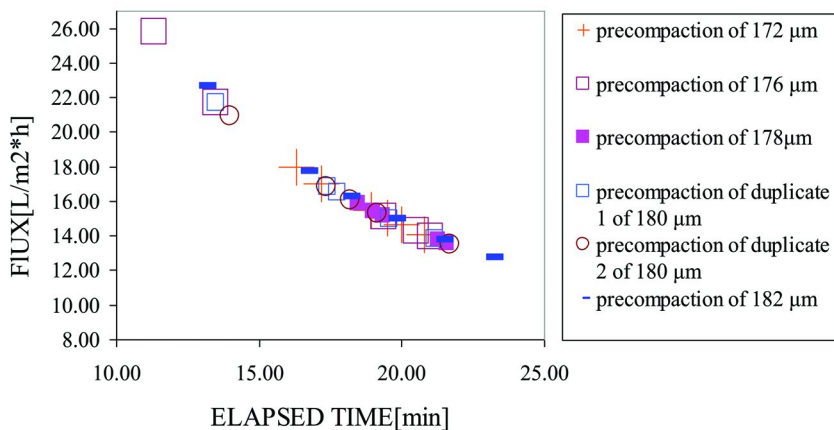 26.00
24.00
22.00
20.00
18.00
16.00
14.00
12.00
10.00
8.00
FlUX[L/m2*h]
10.00 15.00 20.00 25.00
ELAPSED TIME[min]
precompaction of 172 μm
precompaction of 176 μm
precompaction of 178μm
precompaction of duplicate
1 of 180 μm
precompaction of duplicate
2 of 180 μm
precompaction of 182 μm